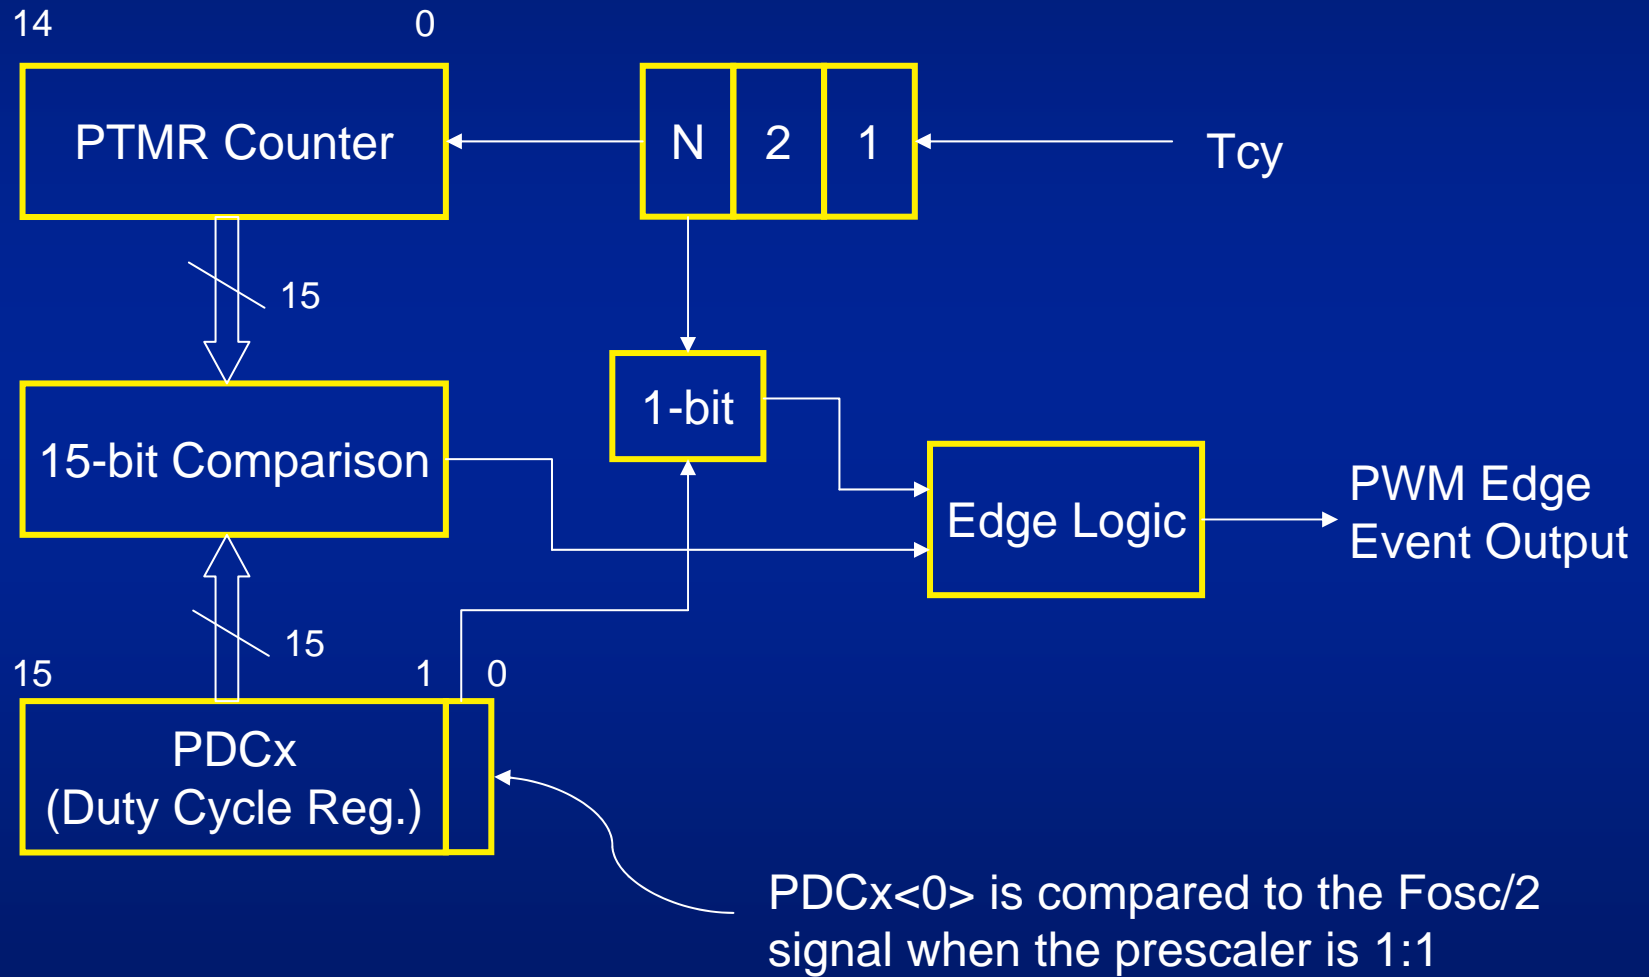 14 0
PTMR Counter
N 2 1
Tcy
15
1-bit
15-bit Comparison
Edge Logic
PWM Edge
Event Output
15
15 1 0
PDCx
(Duty Cycle Reg.)
PDCx<0> is compared to the Fosc/2
signal when the prescaler is 1:1